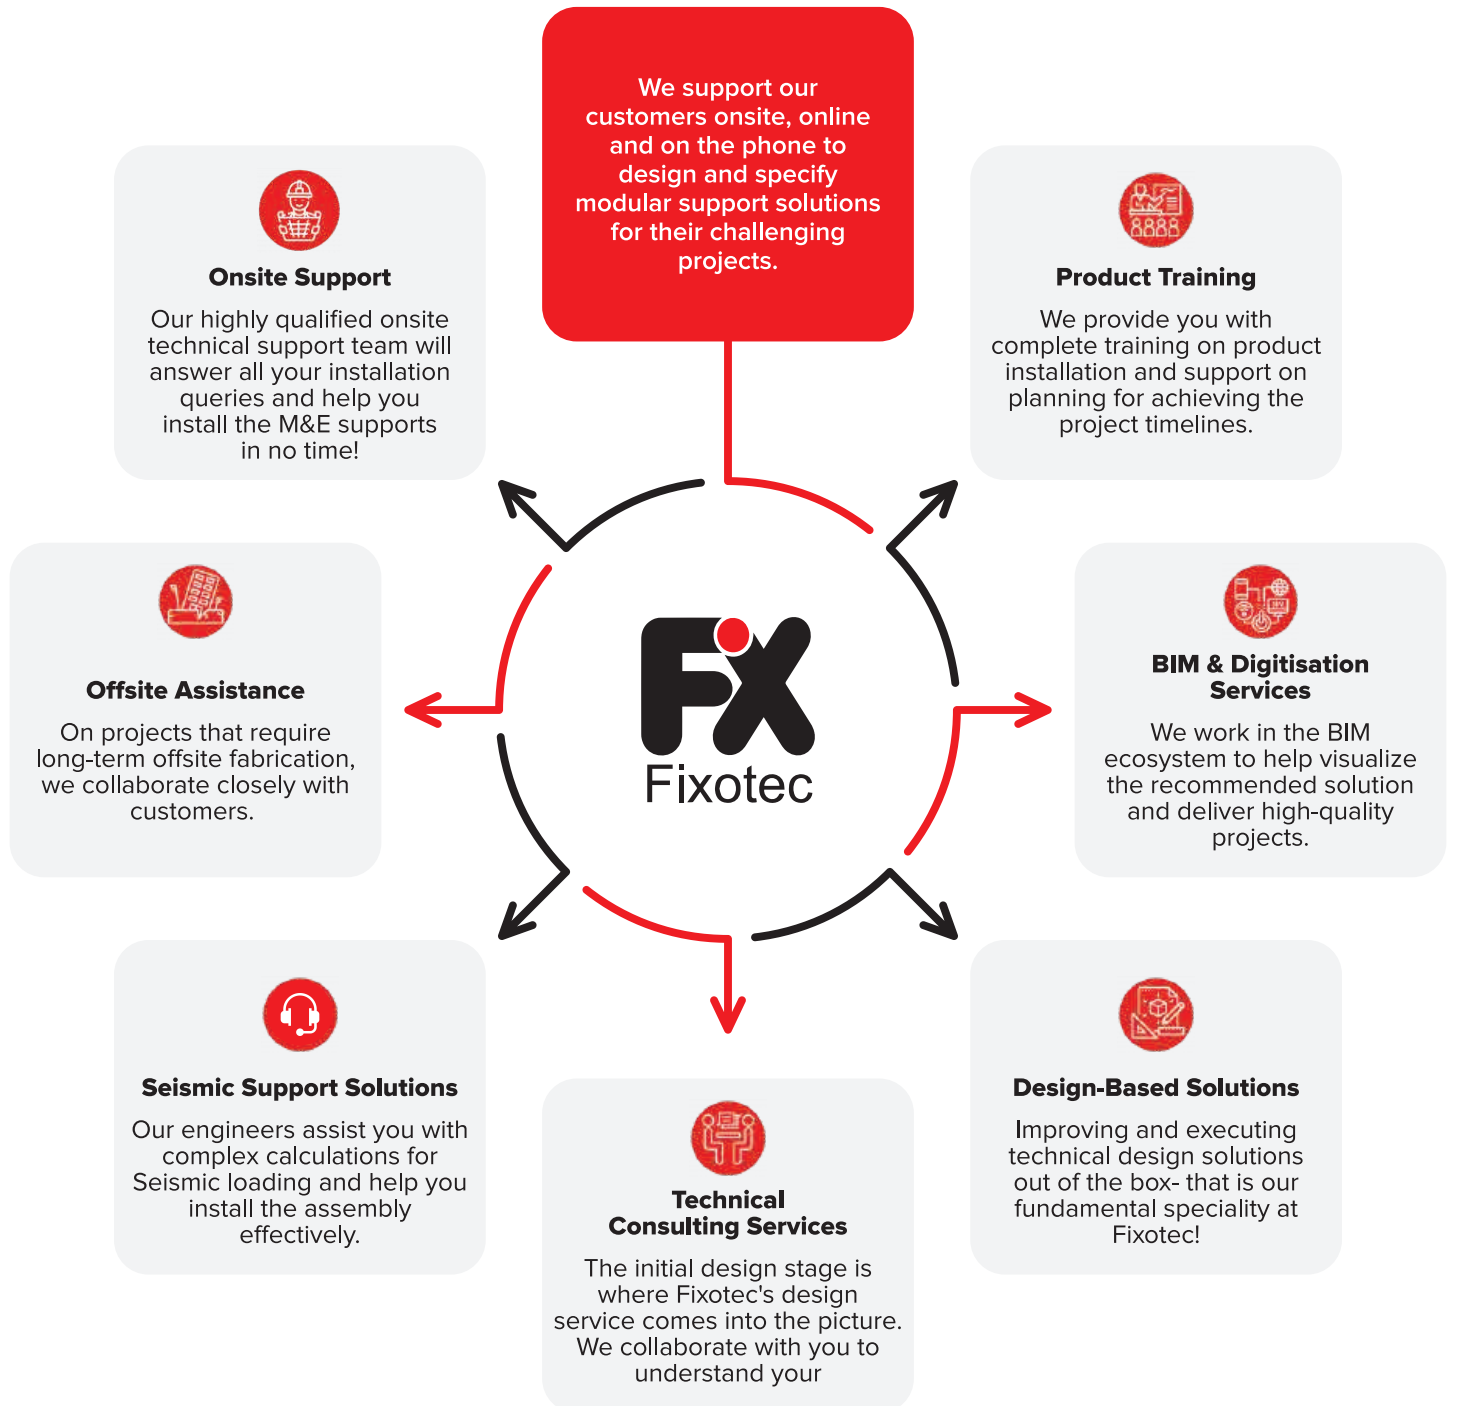 We support our
customers onsite, online
and on the phone to
design and specify
modular support solutions
for their challenging
projects.
Onsite Support
Our highly qualified onsite
technical support team will
answer all your installation
queries and help you
install the M&E supports
in no time!
Product Training
We provide you with
complete training on product
installation and support on
planning for achieving the
project timelines.
Offsite Assistance
On projects that require
long-term offsite fabrication,
we collaborate closely with
customers.
FiX
Fixotec
BIM & Digitisation
Services
We work in the BIM
ecosystem to help visualize
the recommended solution
and deliver high-quality
projects.
Seismic Support Solutions
Our engineers assist you with
complex calculations for
Seismic loading and help you
install the assembly
effectively.
Technical
Consulting Services
The initial design stage is
where Fixotec's design
service comes into the picture.
We collaborate with you to
understand your
Design-Based Solutions
Improving and executing
technical design solutions
out of the box- that is our
fundamental speciality at
Fixotec!